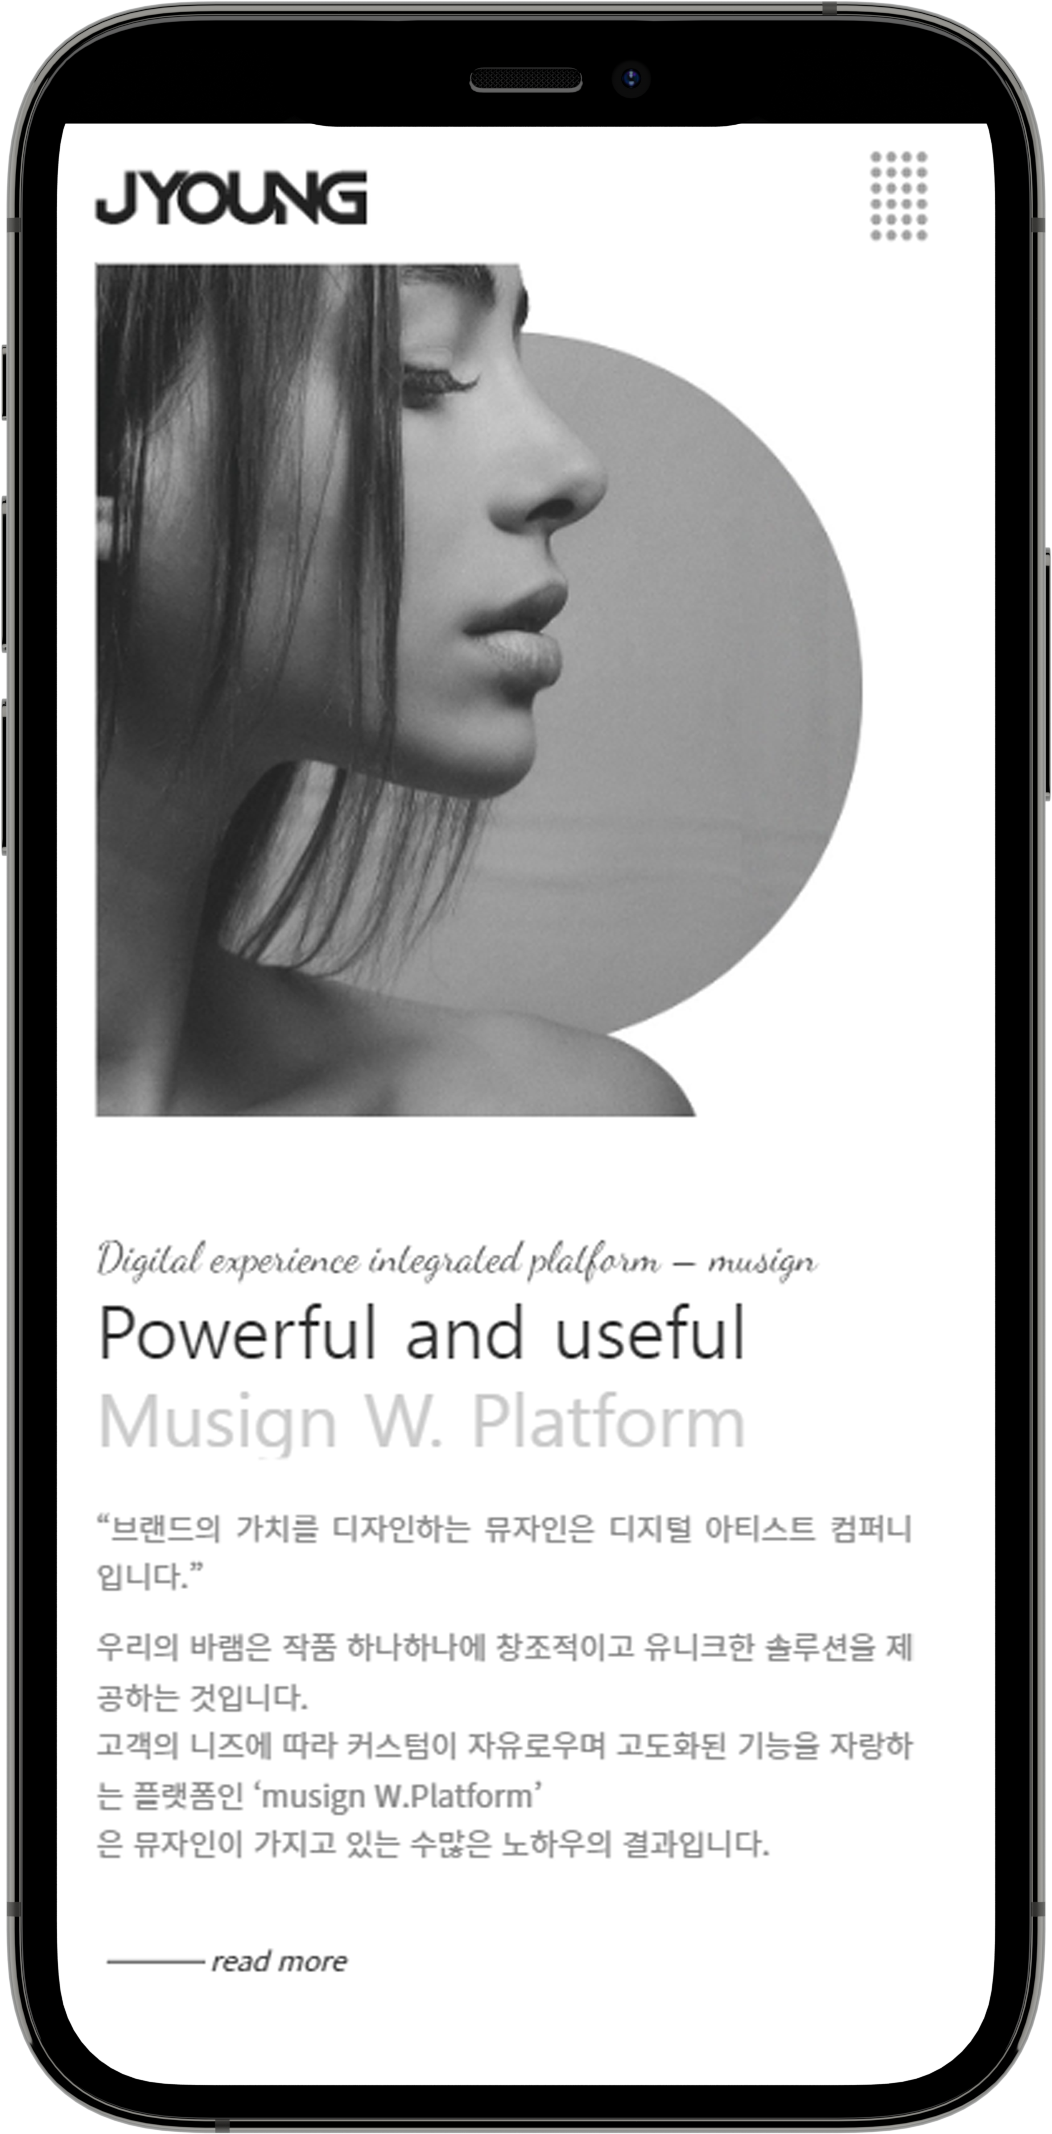 JYOUNG
Digital experience integrated platform – musign
Powerful and useful
Musign W. Platform
“브랜드의 가치를 디자인하는 뮤자인은 디지털 아티스트 컴퍼니
입니다.”
우리의 바램은 작품 하나하나에 창조적이고 유니크한 솔루션을 제
공하는 것입니다.
고객의 니즈에 따라 커스텀이 자유로우며 고도화된 기능을 자랑하
는 플랫폼인 ‘musign W.Platform’
은 뮤자인이 가지고 있는 수많은 노하우의 결과입니다.
read more